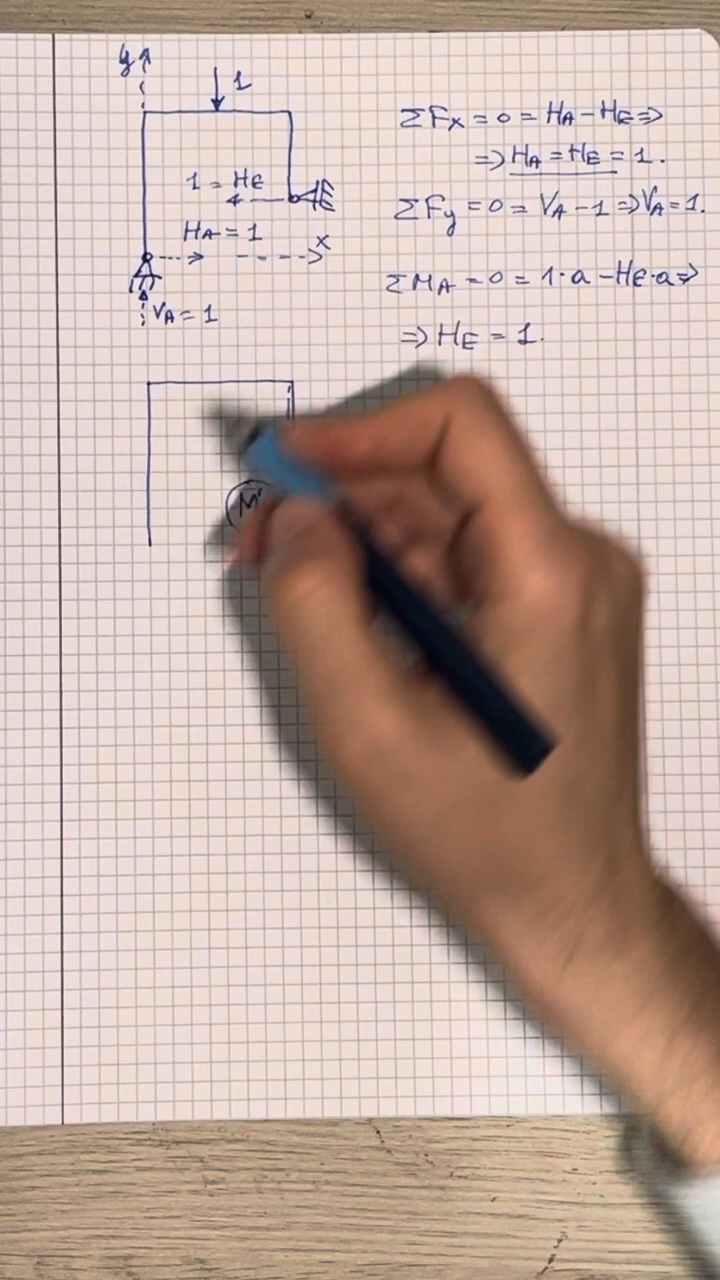 y
1
1 = HE
HA = 1
x
VA = 1
ΣFx = 0 = HA - HE ⇒
⇒ HA = HE = 1.
ΣFy = 0 = VA - 1 ⇒ VA = 1.
ΣMA = 0 = 1·a - HE·a ⇒
⇒ HE = 1.